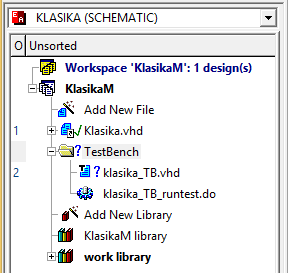 KLASIKA (SCHEMATIC)
O Unsorted
Workspace 'KlasikaM': 1 design(s)
KlasikaM
Add New File
1 Klasika.vhd
? TestBench
2 ? klasika_TB.vhd
klasika_TB_runtest.do
Add New Library
KlasikaM library
work library